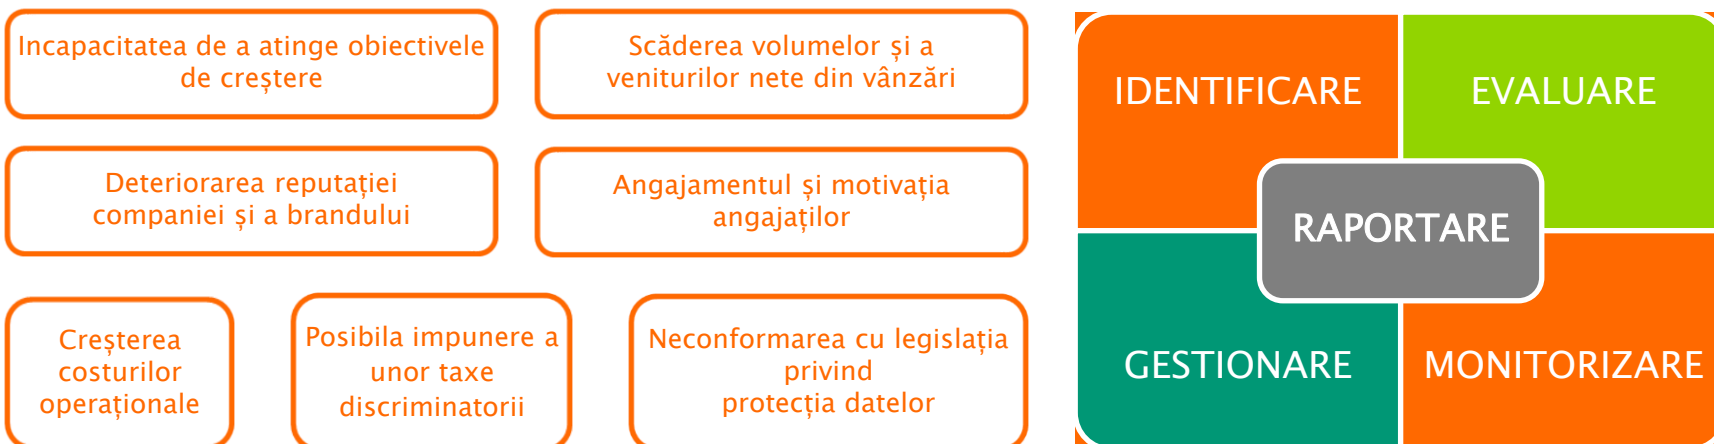 Incapacitatea de a atinge obiectivele
de creștere
Scăderea volumelor și a
veniturilor nete din vânzări
Deteriorarea reputației
companiei și a brandului
Angajamentul și motivația
angajaților
Creșterea
costurilor
operaționale
Posibila impunere a
unor taxe
discriminatorii
Neconformarea cu legislația
privind
protecția datelor
IDENTIFICARE
EVALUARE
RAPORTARE
GESTIONARE
MONITORIZARE